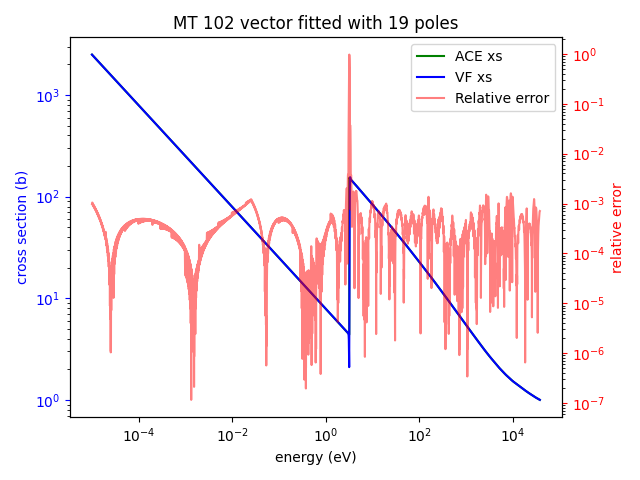 MT 102 vector fitted with 19 poles
ACE xs
VF xs
Relative error
cross section (b)
10^3
10^2
10^1
10^0
10^0
10^-1
10^-2
10^-3
10^-4
10^-5
10^-6
10^-7
relative error
10^-4
10^-2
10^0
10^2
10^4
energy (eV)